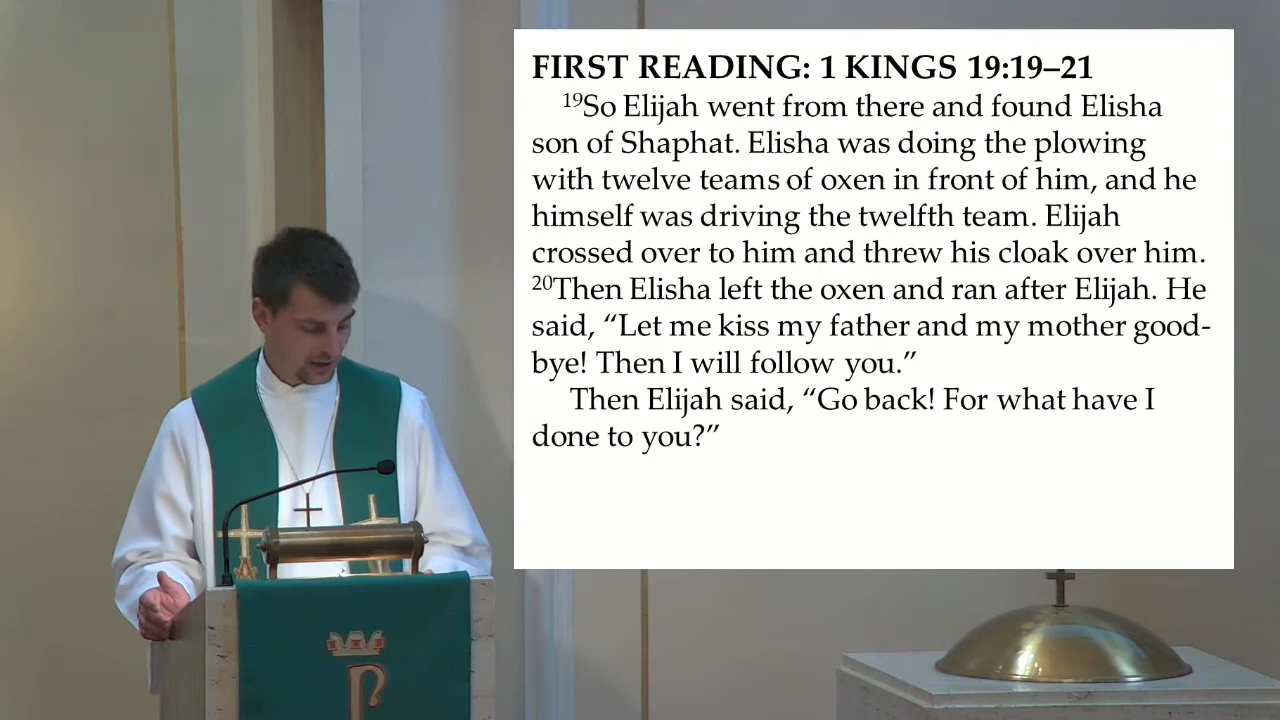 FIRST READING: 1 KINGS 19:19–21
¹⁹So Elijah went from there and found Elisha
son of Shaphat. Elisha was doing the plowing
with twelve teams of oxen in front of him, and he
himself was driving the twelfth team. Elijah
crossed over to him and threw his cloak over him.
²⁰Then Elisha left the oxen and ran after Elijah. He
said, “Let me kiss my father and my mother good-
bye! Then I will follow you.”
Then Elijah said, “Go back! For what have I
done to you?”